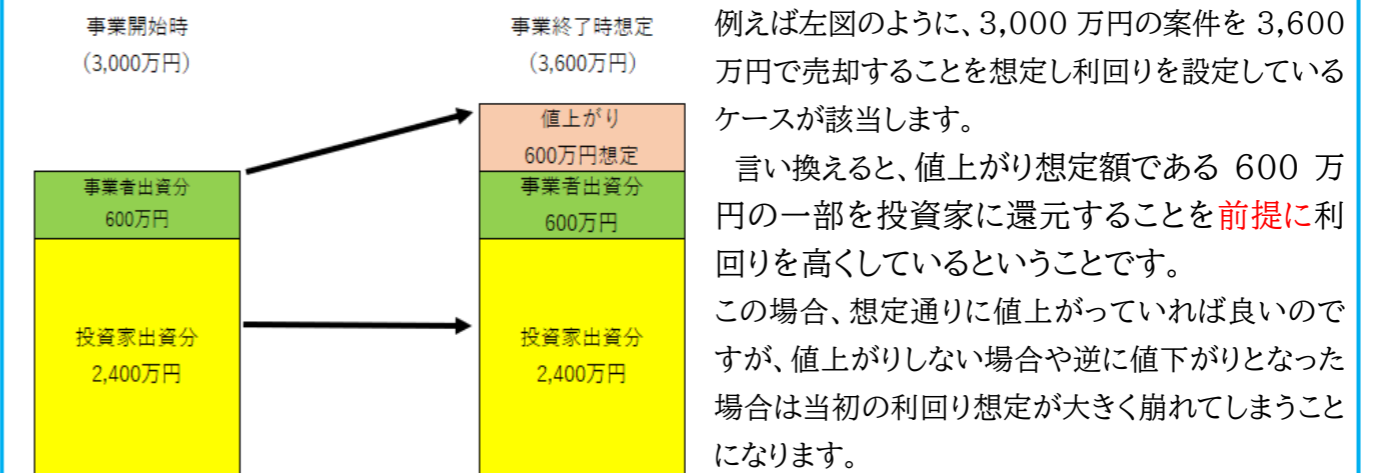 事業開始時
(3,000万円)
事業者出資分
600万円
投資家出資分
2,400万円
事業終了時想定
(3,600万円)
値上がり
600万円想定
事業者出資分
600万円
投資家出資分
2,400万円
例えば左図のように、3,000 万円の案件を 3,600
万円で売却することを想定し利回りを設定している
ケースが該当します。
言い換えると、値上がり想定額である 600 万
円の一部を投資家に還元することを前提に利
回りを高くしているということです。
この場合、想定通りに値上がっていれば良いので
すが、値上がりしない場合や逆に値下がりとなった
場合は当初の利回り想定が大きく崩れてしまうこと
になります。